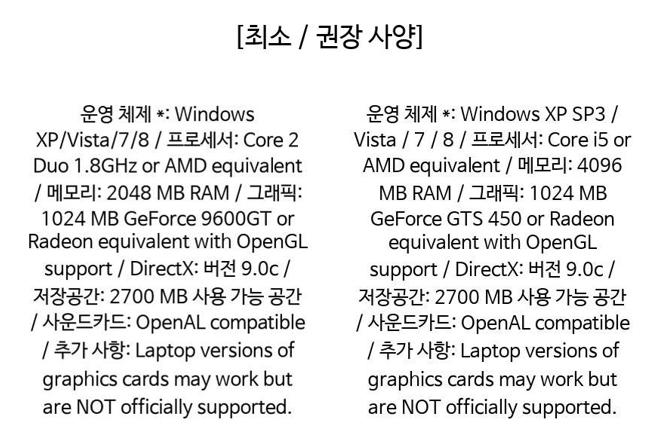 [최소 / 권장 사양]
운영 체제 *: Windows
XP/Vista/7/8 / 프로세서: Core 2
Duo 1.8GHz or AMD equivalent
/ 메모리: 2048 MB RAM / 그래픽:
1024 MB GeForce 9600GT or
Radeon equivalent with OpenGL
support / DirectX: 버전 9.0c /
저장공간: 2700 MB 사용 가능 공간
/ 사운드카드: OpenAL compatible
/ 추가 사항: Laptop versions of
graphics cards may work but
are NOT officially supported.
운영 체제 *: Windows XP SP3 /
Vista / 7 / 8 / 프로세서: Core i5 or
AMD equivalent / 메모리: 4096
MB RAM / 그래픽: 1024 MB
GeForce GTS 450 or Radeon
equivalent with OpenGL
support / DirectX: 버전 9.0c /
저장공간: 2700 MB 사용 가능 공간
/ 사운드카드: OpenAL compatible
/ 추가 사항: Laptop versions of
graphics cards may work but
are NOT officially supported.